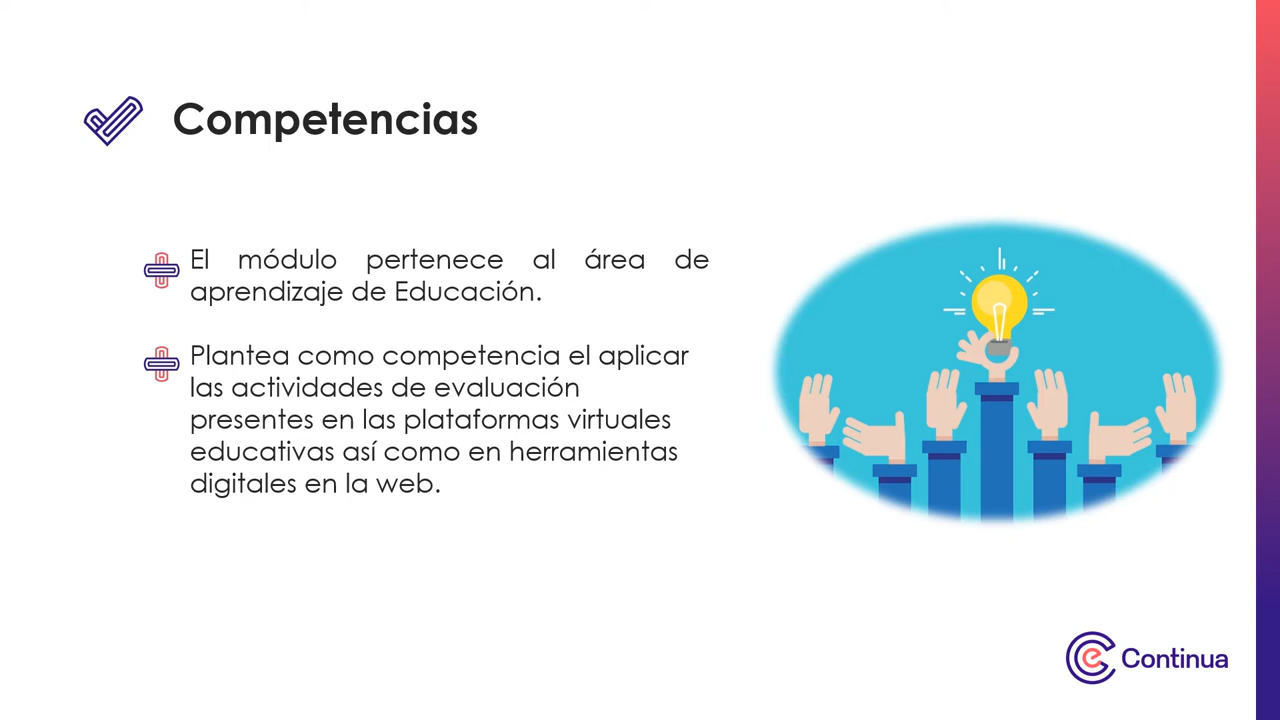 Competencias
El módulo pertenece al área de
aprendizaje de Educación.
Plantea como competencia el aplicar
las actividades de evaluación
presentes en las plataformas virtuales
educativas así como en herramientas
digitales en la web.
e Continua